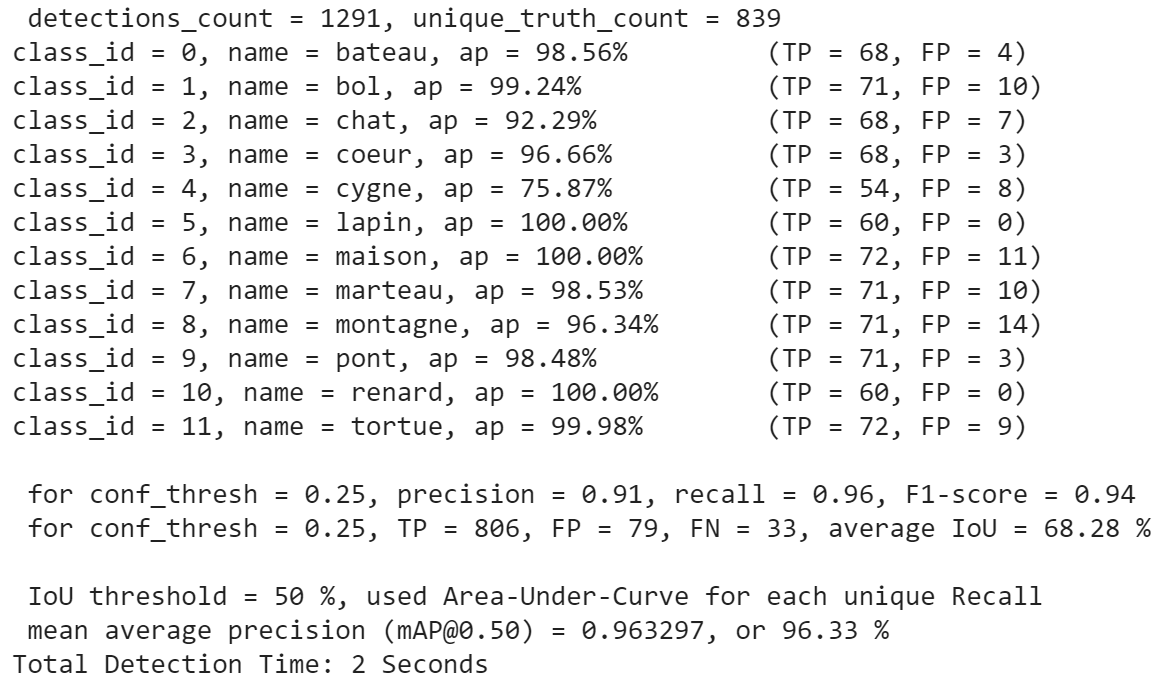 detections_count = 1291, unique_truth_count = 839
class_id = 0, name = bateau, ap = 98.56% (TP = 68, FP = 4)
class_id = 1, name = bol, ap = 99.24% (TP = 71, FP = 10)
class_id = 2, name = chat, ap = 92.29% (TP = 68, FP = 7)
class_id = 3, name = coeur, ap = 96.66% (TP = 68, FP = 3)
class_id = 4, name = cygne, ap = 75.87% (TP = 54, FP = 8)
class_id = 5, name = lapin, ap = 100.00% (TP = 60, FP = 0)
class_id = 6, name = maison, ap = 100.00% (TP = 72, FP = 11)
class_id = 7, name = marteau, ap = 98.53% (TP = 71, FP = 10)
class_id = 8, name = montagne, ap = 96.34% (TP = 71, FP = 14)
class_id = 9, name = pont, ap = 98.48% (TP = 71, FP = 3)
class_id = 10, name = renard, ap = 100.00% (TP = 60, FP = 0)
class_id = 11, name = tortue, ap = 99.98% (TP = 72, FP = 9)
for conf_thresh = 0.25, precision = 0.91, recall = 0.96, F1-score = 0.94
for conf_thresh = 0.25, TP = 806, FP = 79, FN = 33, average IoU = 68.28 %
IoU threshold = 50 %, used Area-Under-Curve for each unique Recall
mean average precision (mAP@0.50) = 0.963297, or 96.33 %
Total Detection Time: 2 Seconds